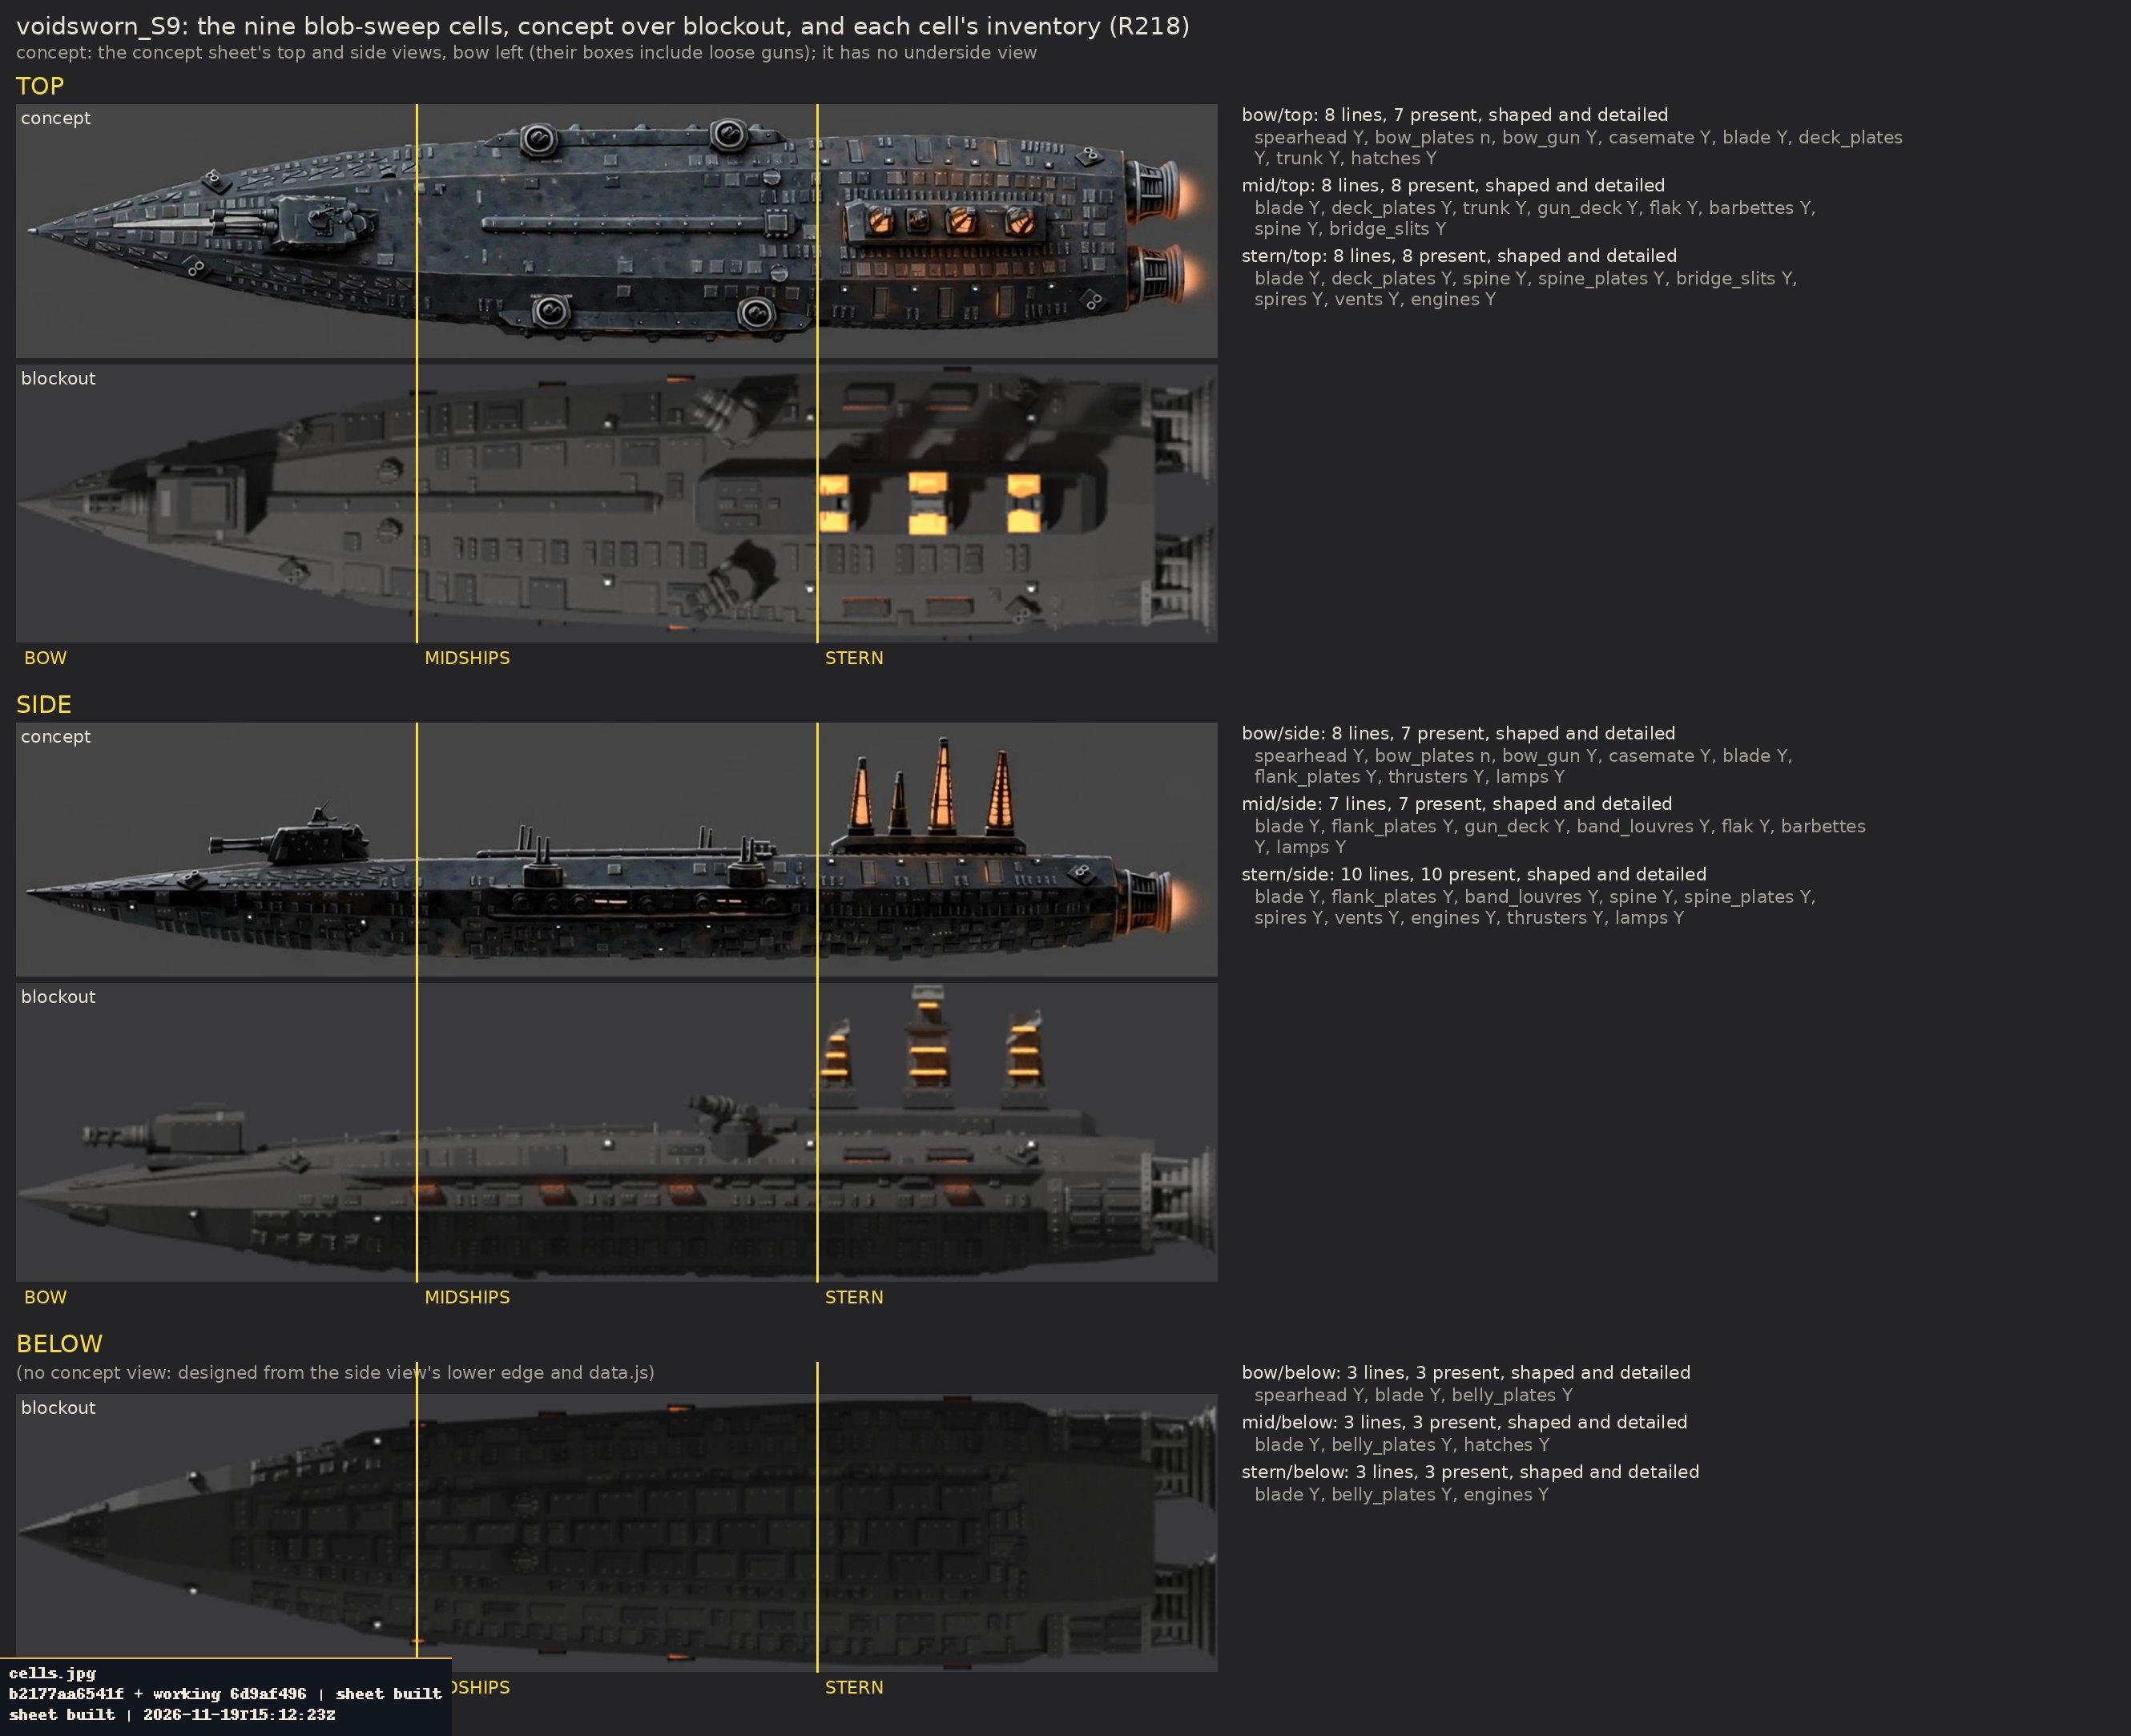 voidsworn_S9: the nine blob-sweep cells, concept over blockout, and each cell's inventory (R218)
concept: the concept sheet's top and side views, bow left (their boxes include loose guns); it has no underside view
TOP
concept
bow/top: 8 lines, 7 present, shaped and detailed
spearhead Y, bow_plates n, bow_gun Y, casemate Y, blade Y, deck_plates
Y, trunk Y, hatches Y
mid/top: 8 lines, 8 present, shaped and detailed
blade Y, deck_plates Y, trunk Y, gun_deck Y, flak Y, barbettes Y,
spine Y, bridge_slits Y
stern/top: 8 lines, 8 present, shaped and detailed
blade Y, deck_plates Y, spine Y, spine_plates Y, bridge_slits Y,
spires Y, vents Y, engines Y
blockout
BOW
MIDSHIPS
STERN
SIDE
concept
bow/side: 8 lines, 7 present, shaped and detailed
spearhead Y, bow_plates n, bow_gun Y, casemate Y, blade Y,
flank_plates Y, thrusters Y, lamps Y
mid/side: 7 lines, 7 present, shaped and detailed
blade Y, flank_plates Y, gun_deck Y, band_louvres Y, flak Y, barbettes
Y, lamps Y
stern/side: 10 lines, 10 present, shaped and detailed
blade Y, flank_plates Y, band_louvres Y, spine Y, spine_plates Y,
spires Y, vents Y, engines Y, thrusters Y, lamps Y
blockout
BOW
MIDSHIPS
STERN
BELOW
(no concept view: designed from the side view's lower edge and data.js)
blockout
bow/below: 3 lines, 3 present, shaped and detailed
spearhead Y, blade Y, belly_plates Y
mid/below: 3 lines, 3 present, shaped and detailed
blade Y, belly_plates Y, hatches Y
stern/below: 3 lines, 3 present, shaped and detailed
blade Y, belly_plates Y, engines Y
DSHIPS
STERN
cells.jpg
b2177aa6541f + working 6d9af496 | sheet built
sheet built | 2026-11-19T15:12:23Z